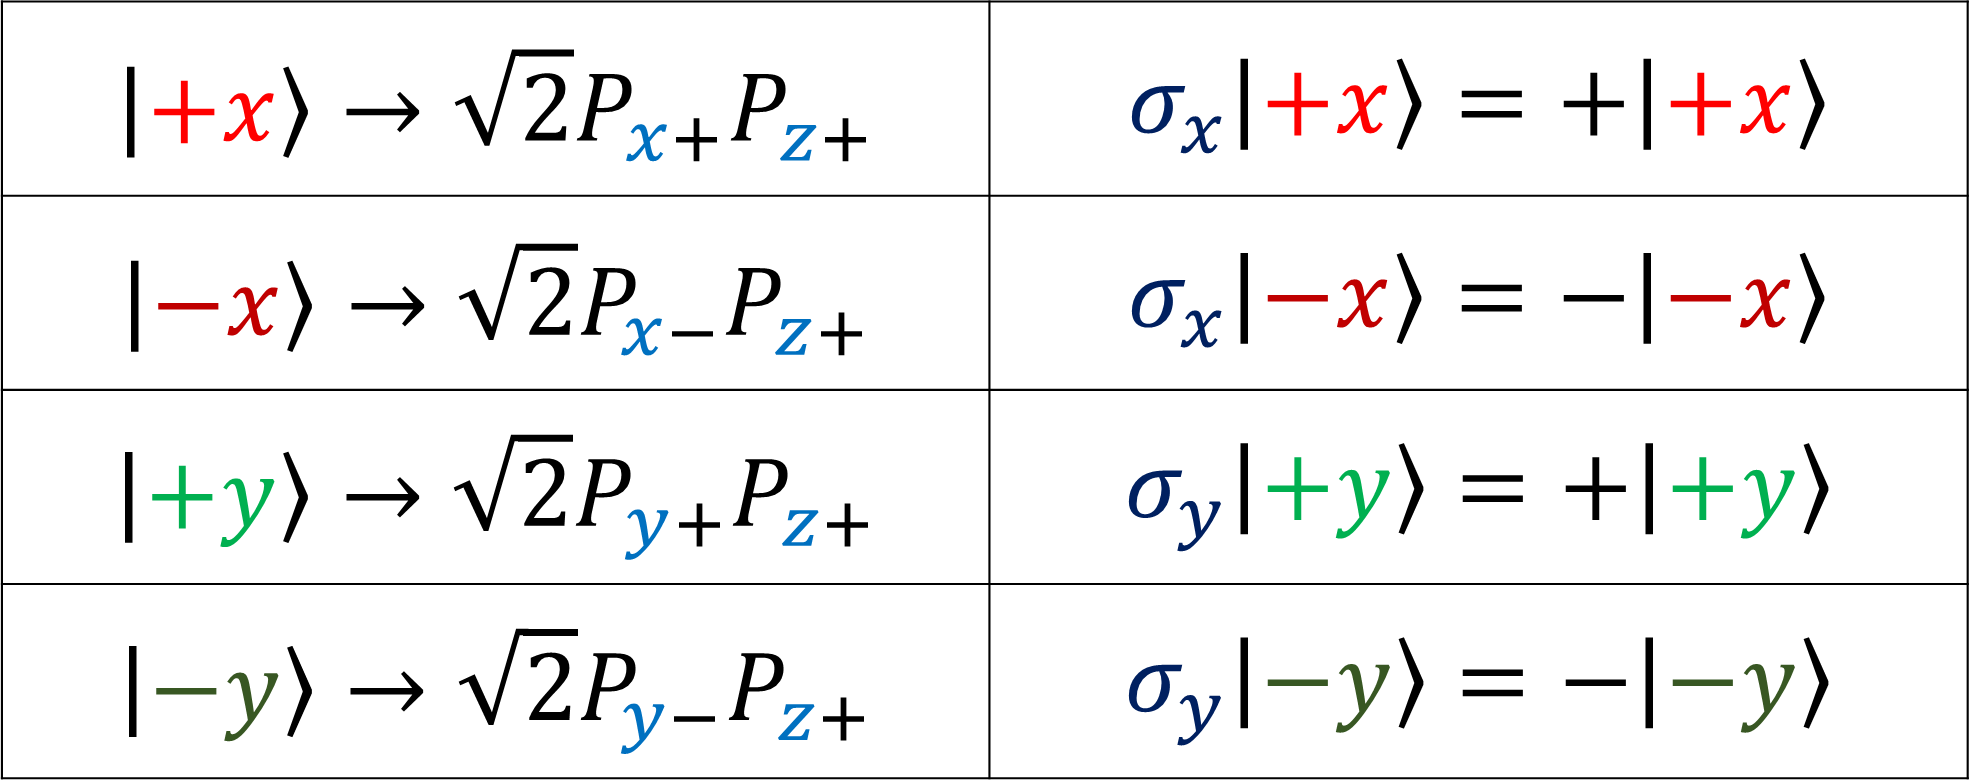 |+x⟩ → √2P_{x+}P_{z+} σ_x|+x⟩ = +|+x⟩
|−x⟩ → √2P_{x−}P_{z+} σ_x|−x⟩ = −|−x⟩
|+y⟩ → √2P_{y+}P_{z+} σ_y|+y⟩ = +|+y⟩
|−y⟩ → √2P_{y−}P_{z+} σ_y|−y⟩ = −|−y⟩